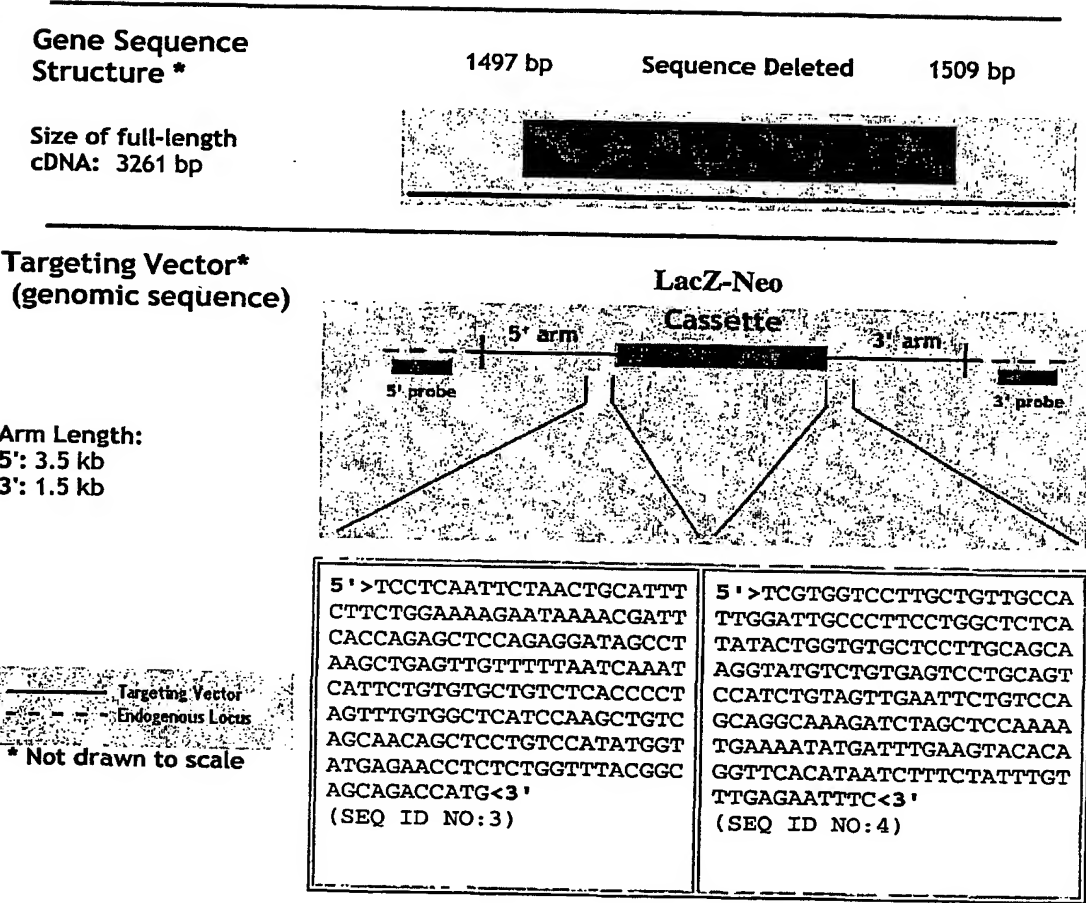 Gene Sequence
Structure *
1497 bp
Sequence Deleted
1509 bp
Size of full-length
cDNA: 3261 bp
Targeting Vector*
(genomic sequence)
LacZ-Neo
Cassette
5' arm
3' arm
5' probe
3' probe
Arm Length:
5': 3.5 kb
3': 1.5 kb
5'>TCCTCAATTCTAACTGCATTT
CTTCTGGAAAAGAATAAAACGATT
CACCAGAGCTCCAGAGGATAGCCT
AAGCTGAGTTGTTTTTAATCAAAT
CATTCTGTGTGCTGTCTCACCCCT
AGTTTGTGGCTCATCCAAGCTGTC
AGCAACAGCTCCTGTCCATATGGT
ATGAGAACCTCTCTGGTTTACGGC
AGCAGACCATG<3'
(SEQ ID NO:3)
5'>TCGTGGTCCTTGCTGTTGCCA
TTGGATTGCCCTTCCTGGCTCTCA
TATACTGGTGTGCTCCTTGCAGCA
AGGTATGTCTGTGAGTCCTGCAGT
CCATCTGTAGTTGAATTCTGTCCA
GCAGGCAAAGATCTAGCTCCAAAA
TGAAAATATGATTTGAAGTACACA
GGTTCACATAATCTTTCTATTTGT
TTGAGAATTTC<3'
(SEQ ID NO:4)
Targeting Vector
Endogenous Locus
* Not drawn to scale